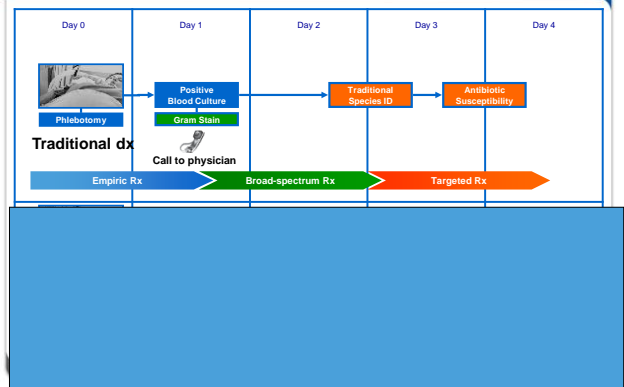 Day 0
Day 1
Day 2
Day 3
Day 4
Positive
Blood Culture
Traditional
Species ID
Antibiotic
Susceptibility
Phlebotomy
Gram Stain
Traditional dx
Call to physician
Empiric Rx
Broad-spectrum Rx
Targeted Rx